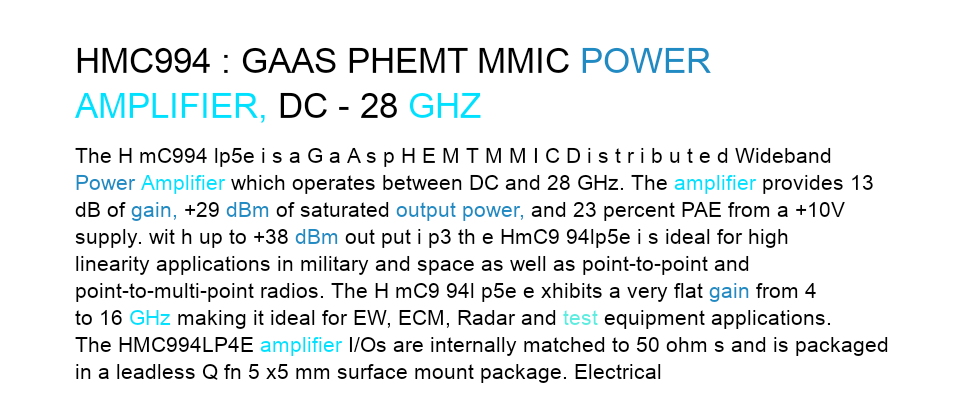 HMC994 : GAAS PHEMT MMIC POWER
AMPLIFIER, DC - 28 GHZ
The H mC994 lp5e i s a G a A s p H E M T M M I C D i s t r i b u t e d Wideband
Power Amplifier which operates between DC and 28 GHz. The amplifier provides 13
dB of gain, +29 dBm of saturated output power, and 23 percent PAE from a +10V
supply. wit h up to +38 dBm out put i p3 th e HmC9 94lp5e i s ideal for high
linearity applications in military and space as well as point-to-point and
point-to-multi-point radios. The H mC9 94l p5e e xhibits a very flat gain from 4
to 16 GHz making it ideal for EW, ECM, Radar and test equipment applications.
The HMC994LP4E amplifier I/Os are internally matched to 50 ohm s and is packaged
in a leadless Q fn 5 x5 mm surface mount package. Electrical